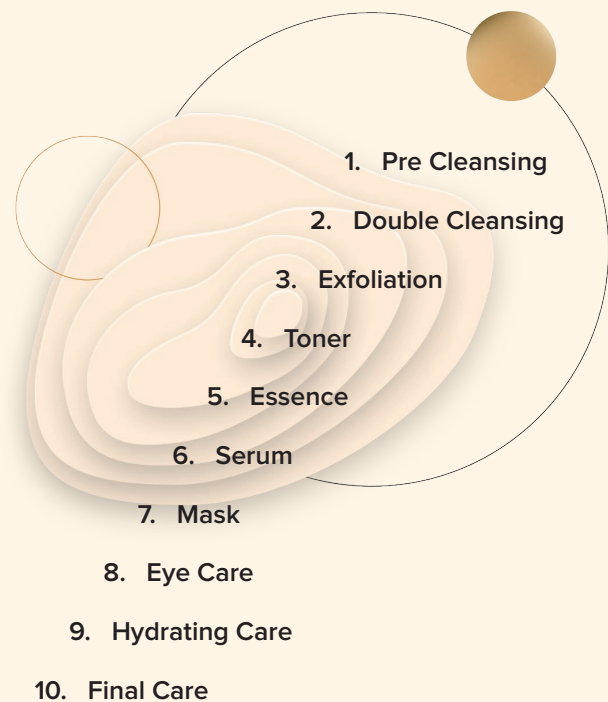 1. Pre Cleansing
2. Double Cleansing
3. Exfoliation
4. Toner
5. Essence
6. Serum
7. Mask
8. Eye Care
9. Hydrating Care
10. Final Care